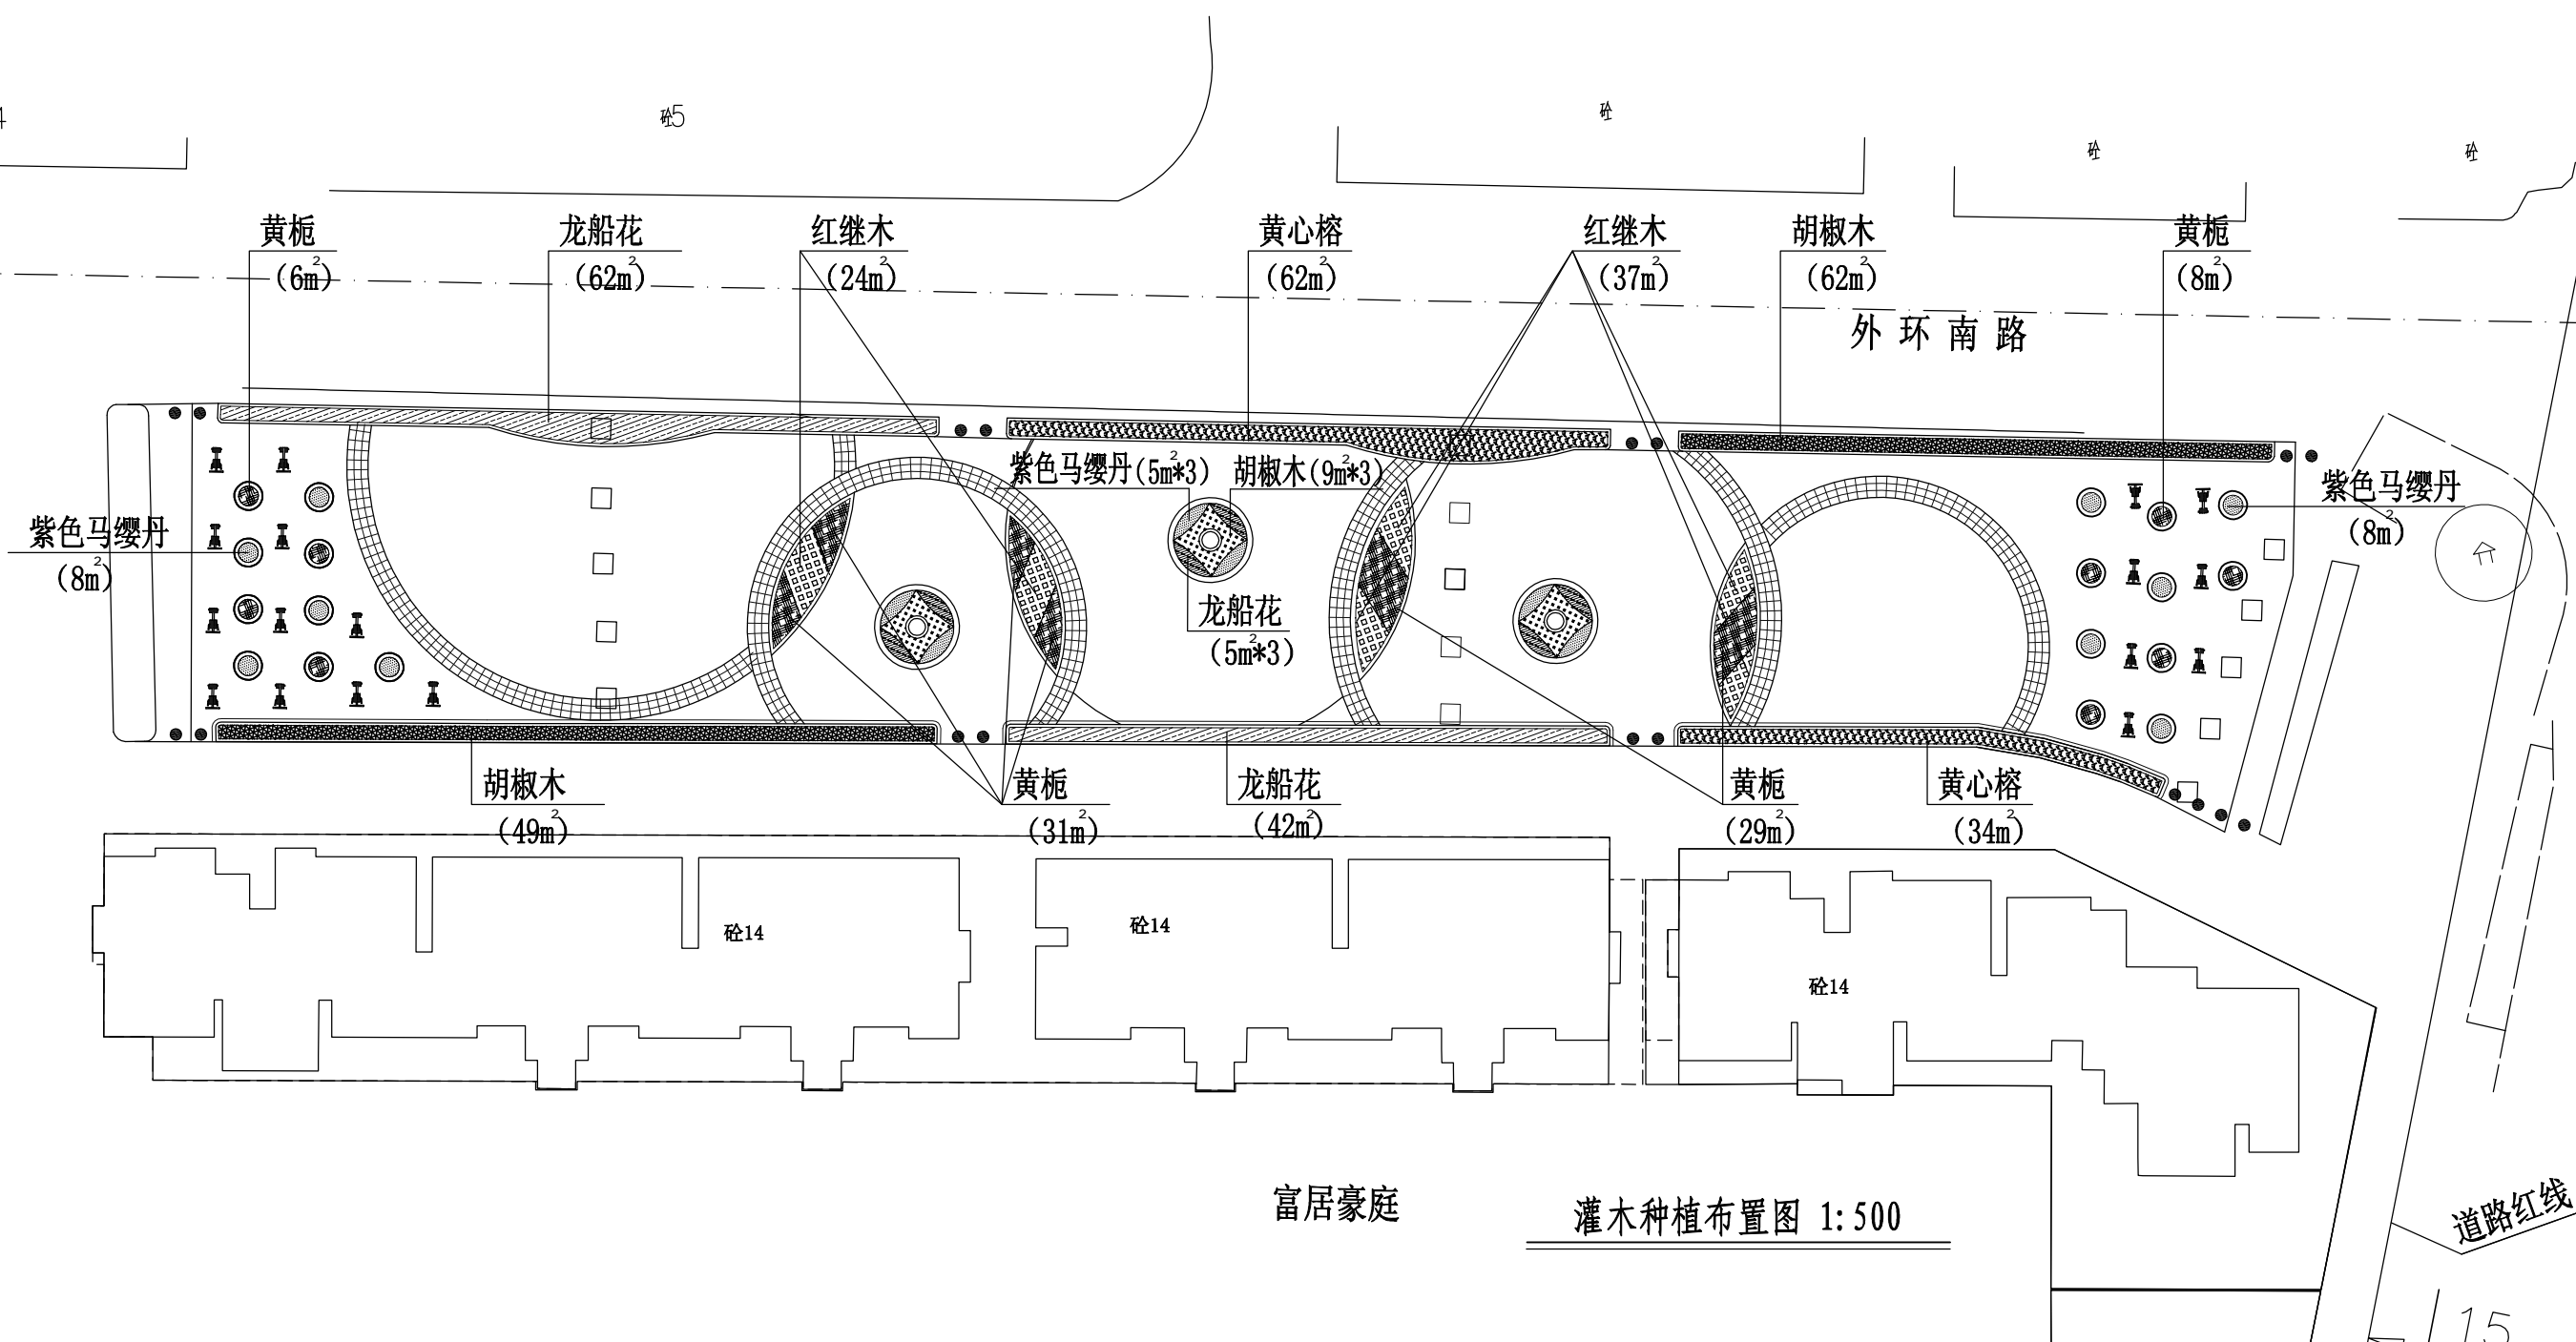 砼5
砼
砼
砼
黄栀
(6m²)
龙船花
(62m²)
红继木
(24m²)
黄心榕
(62m²)
红继木
(37m²)
胡椒木
(62m²)
黄栀
(8m²)
外环南路
紫色马缨丹(5m²*3)
胡椒木(9m²*3)
紫色马缨丹
(8m²)
紫色马缨丹
(8m²)
龙船花
(5m²*3)
胡椒木
(49m²)
黄栀
(31m²)
龙船花
(42m²)
黄栀
(29m²)
黄心榕
(34m²)
砼14
砼14
砼14
富居豪庭
灌木种植布置图 1:500
道路红线
15